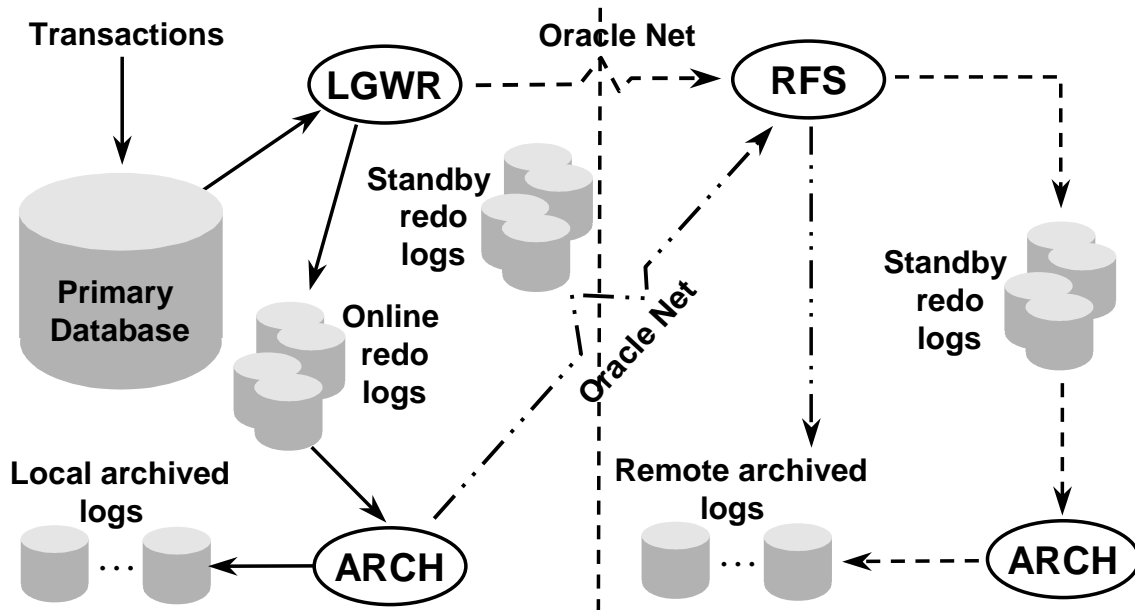 Transactions
Oracle Net
LGWR
RFS
Standby
redo
logs
Primary
Database
Online
redo
logs
Oracle Net
Standby
redo
logs
Local archived
logs
...
ARCH
Remote archived
logs
...
ARCH